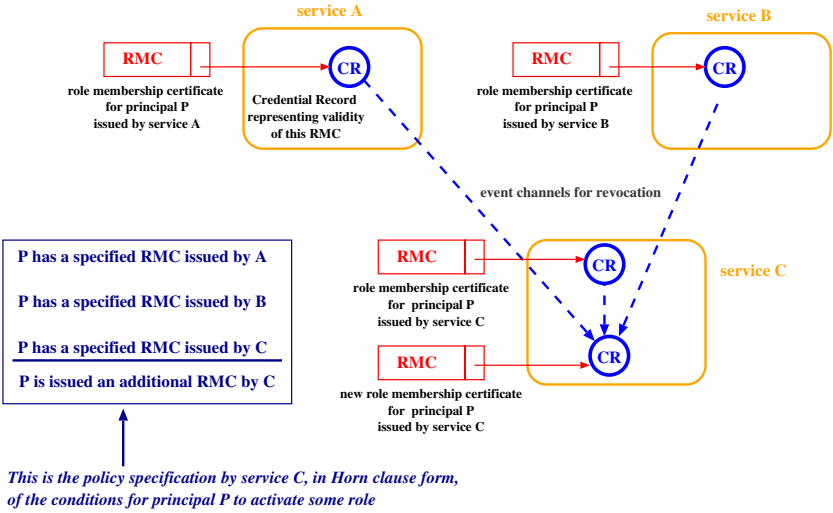 service A
service B
RMC
CR
role membership certificate
for principal P
issued by service A
Credential Record
representing validity
of this RMC
RMC
CR
role membership certificate
for principal P
issued by service B
event channels for revocation
P has a specified RMC issued by A
P has a specified RMC issued by B
P has a specified RMC issued by C
P is issued an additional RMC by C
RMC
CR
service C
role membership certificate
for principal P
issued by service C
RMC
CR
new role membership certificate
for principal P
issued by service C
This is the policy specification by service C, in Horn clause form,
of the conditions for principal P to activate some role